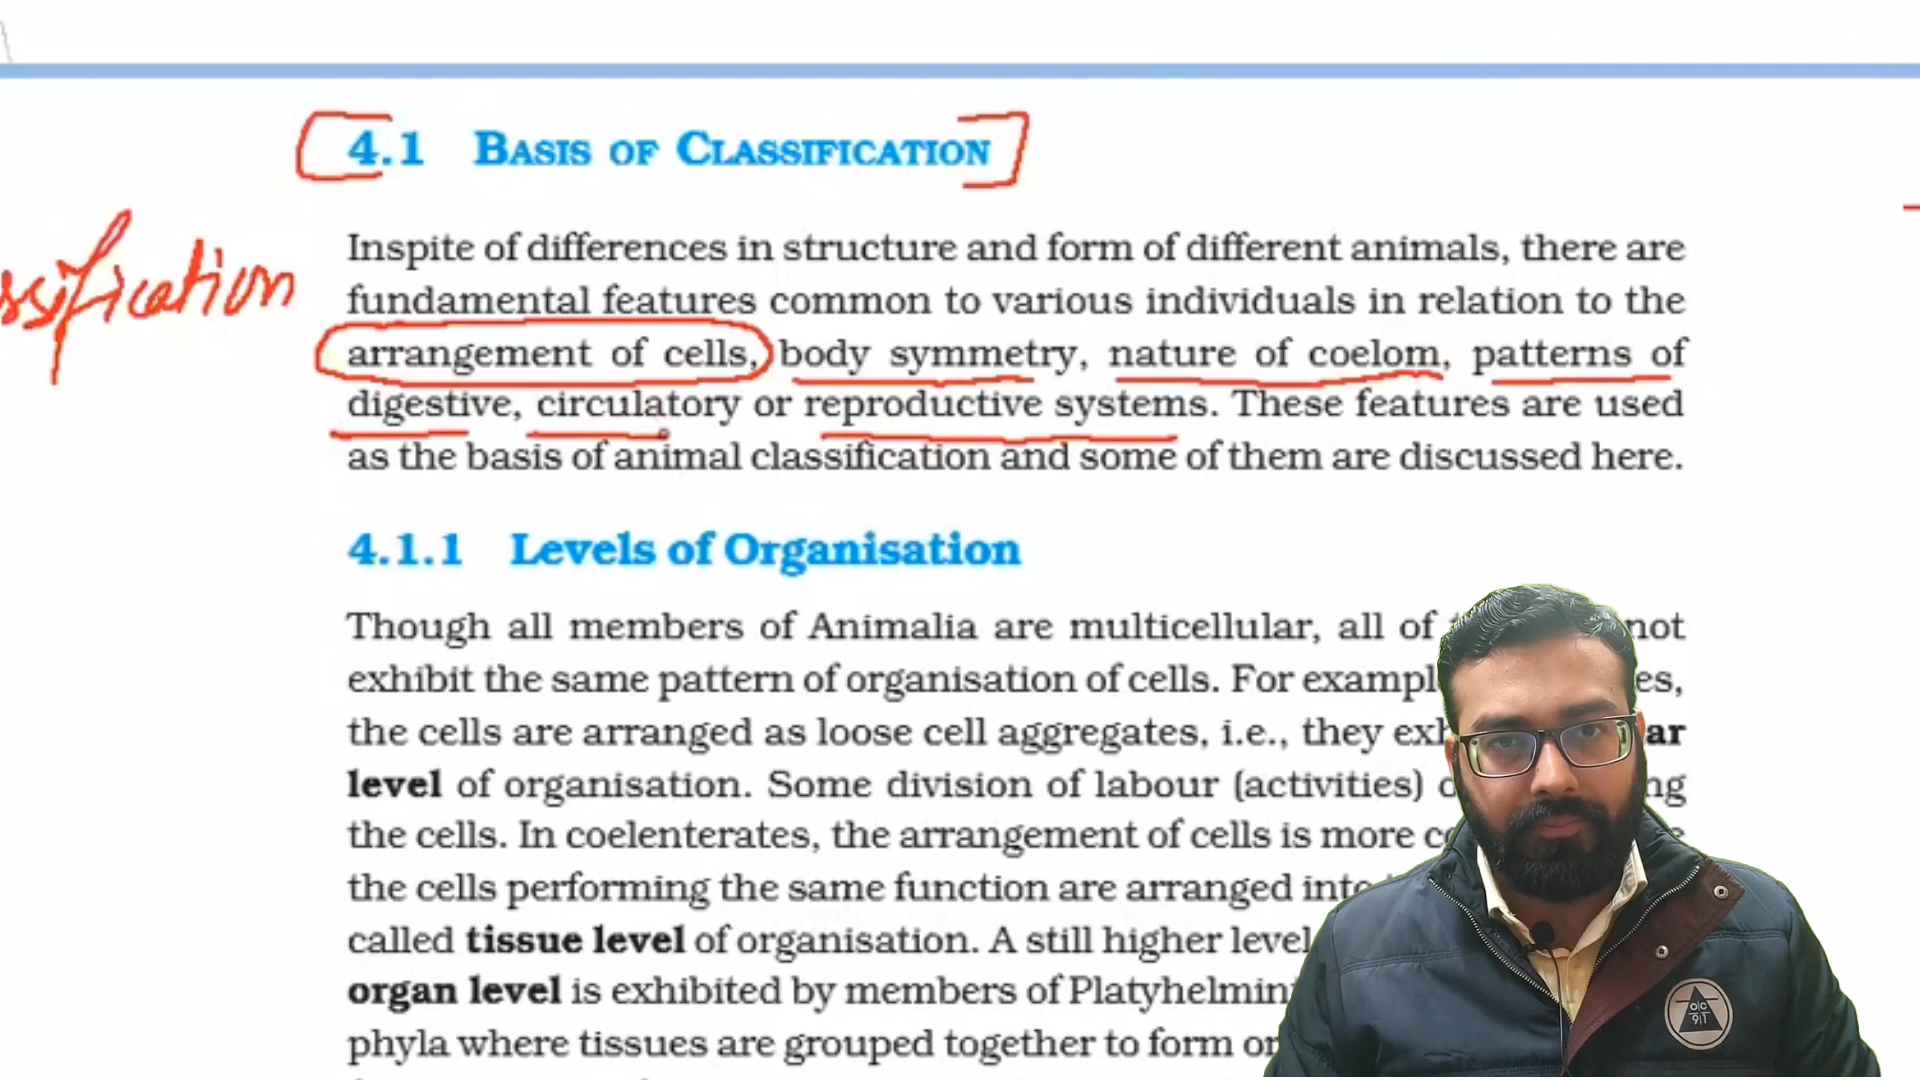 4.1 BASIS OF CLASSIFICATION
Inspite of differences in structure and form of different animals, there are
fundamental features common to various individuals in relation to the
ssification
arrangement of cells, body symmetry, nature of coelom, patterns of
digestive, circulatory or reproductive systems. These features are used
as the basis of animal classification and some of them are discussed here.
4.1.1 Levels of Organisation
Though all members of Animalia are multicellular, all of not
exhibit the same pattern of organisation of cells. For exampl es,
the cells are arranged as loose cell aggregates, i.e., they exh ar
level of organisation. Some division of labour (activities) o ng
the cells. In coelenterates, the arrangement of cells is more co
the cells performing the same function are arranged into
called tissue level of organisation. A still higher level
organ level is exhibited by members of Platyhelmin
phyla where tissues are grouped together to form or
OC
9T